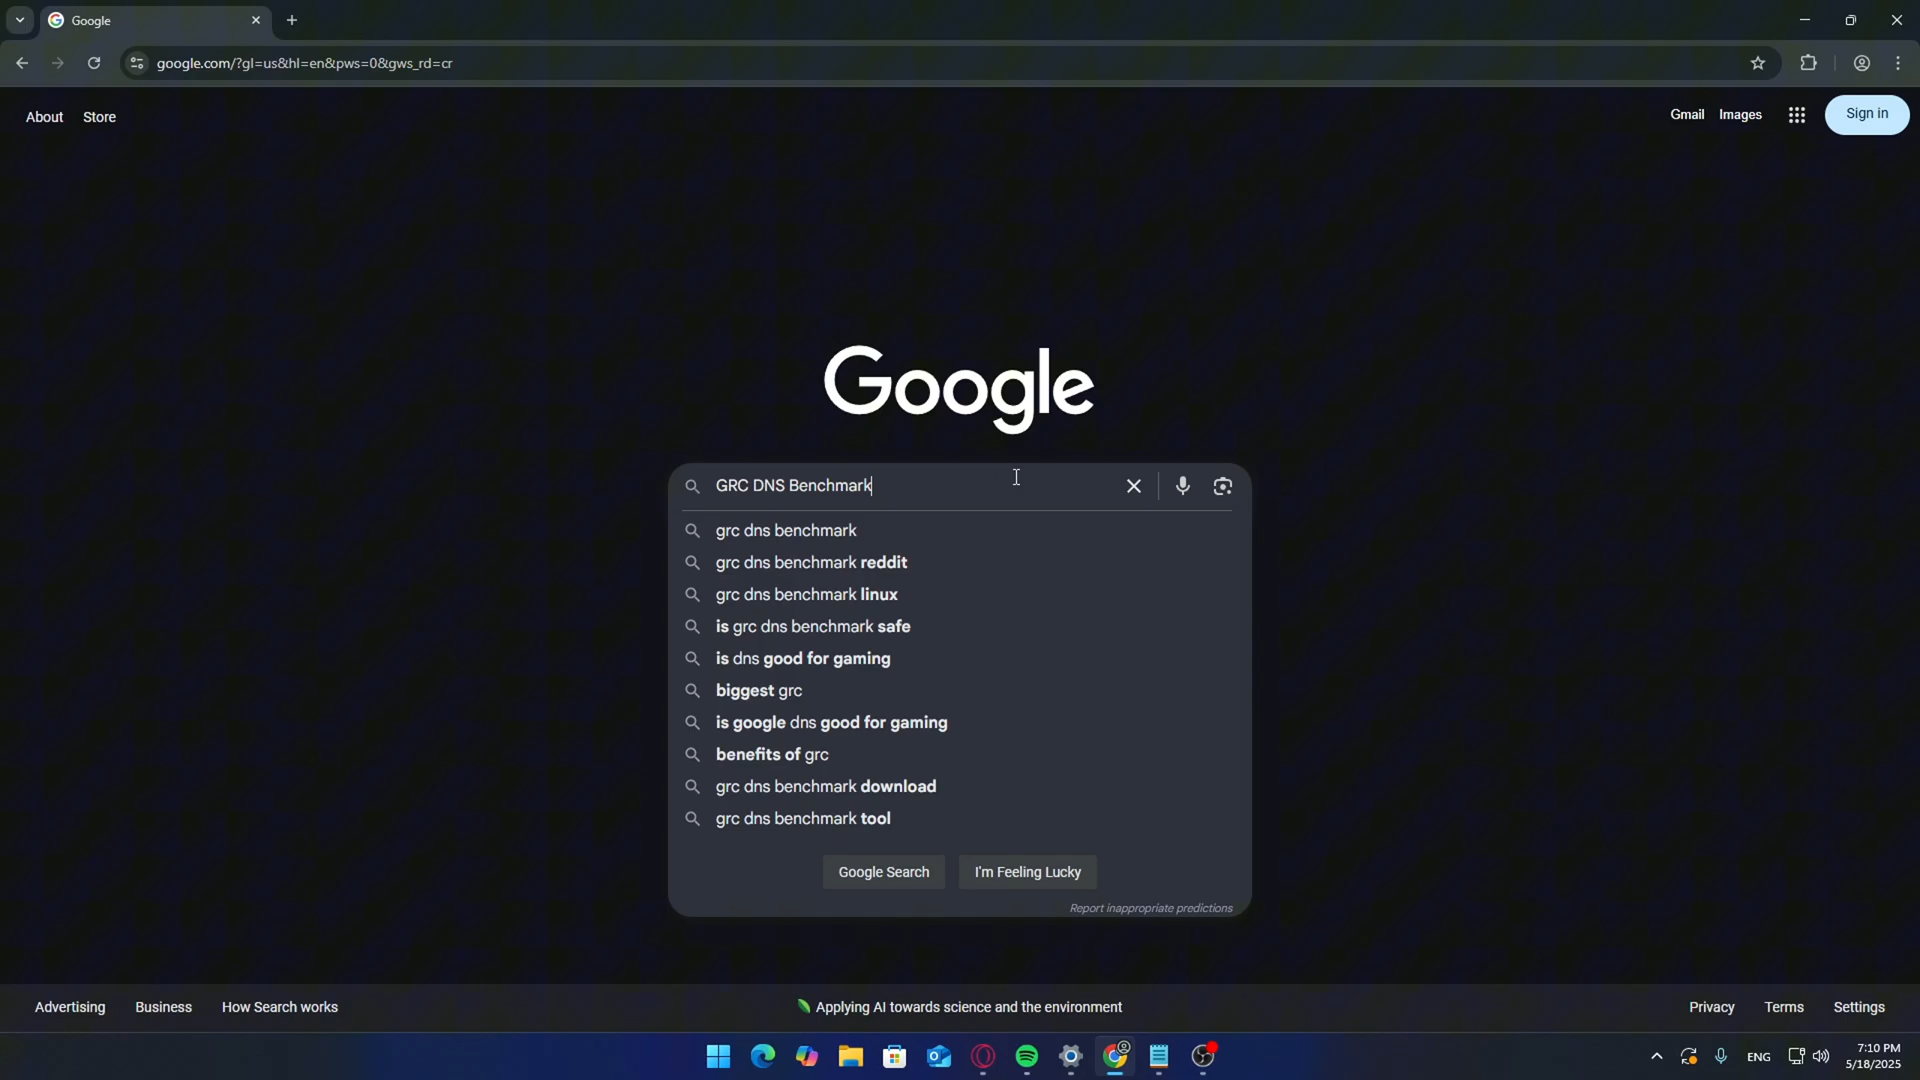 Google
google.com/?gl=us&hl=en&pws=0&gws_rd=cr
About Store
Gmail Images Sign in
Google
GRC DNS Benchmark
grc dns benchmark
grc dns benchmark reddit
grc dns benchmark linux
is grc dns benchmark safe
is dns good for gaming
biggest grc
is google dns good for gaming
benefits of grc
grc dns benchmark download
grc dns benchmark tool
Google Search I'm Feeling Lucky
Report inappropriate predictions
Advertising Business How Search works Applying AI towards science and the environment Privacy Terms Settings
ENG 7:10 PM
5/18/2025